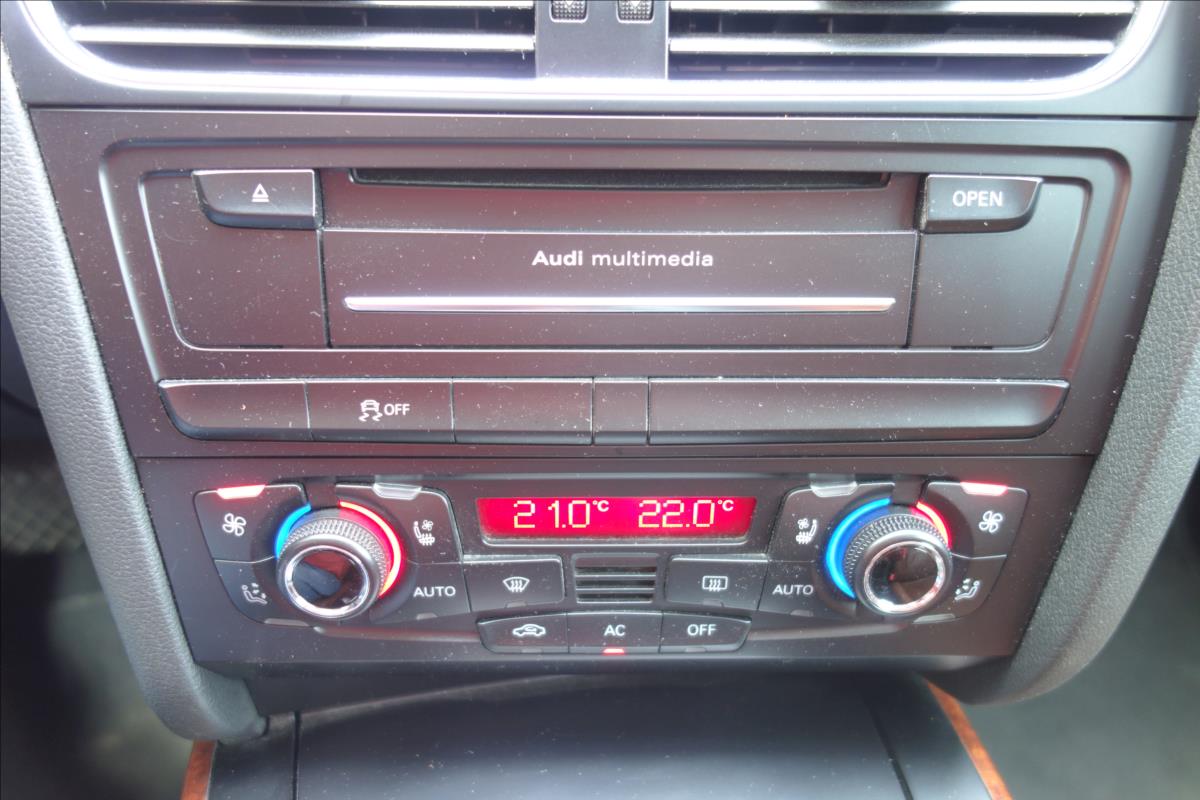 OPEN
Audi multimedia
OFF
21.0°C 22.0°C
AUTO AUTO
AC OFF